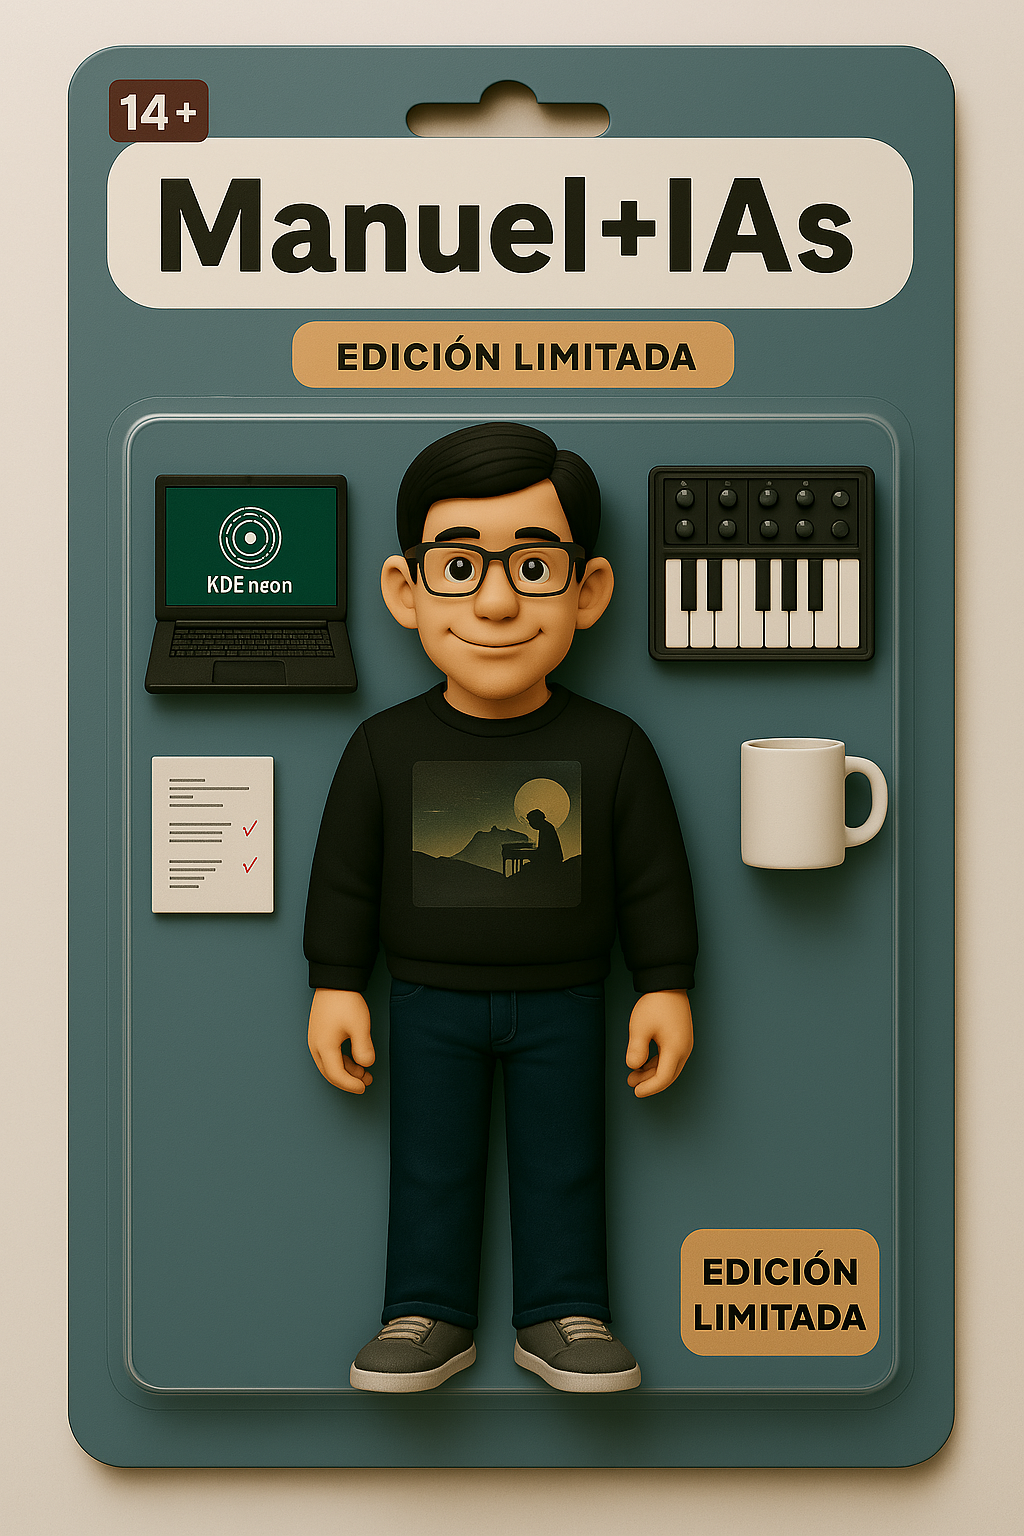 14+
Manuel+IAs
EDICIÓN LIMITADA
KDE neon
EDICIÓN
LIMITADA